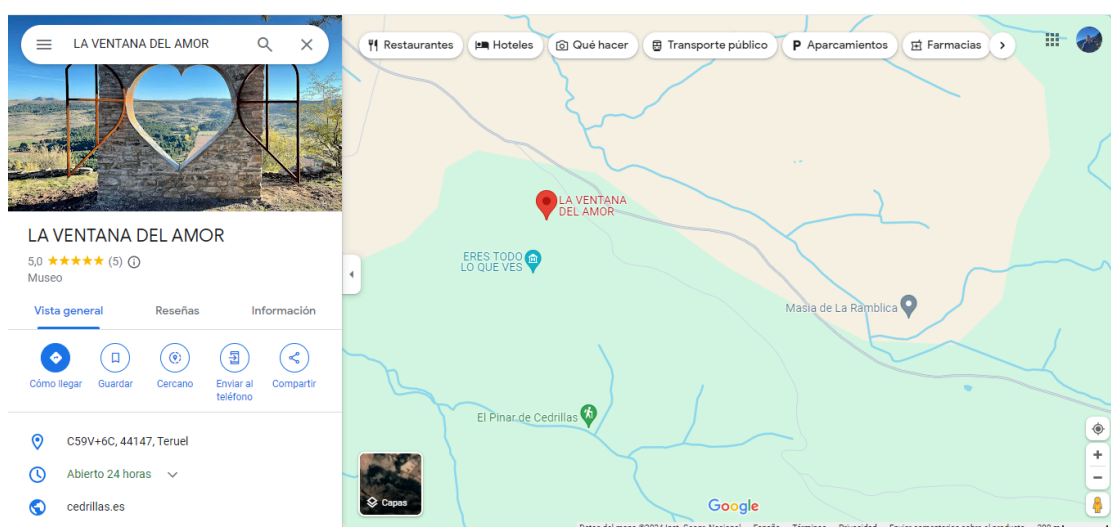 LA VENTANA DEL AMOR
Restaurantes
Hoteles
Qué hacer
Transporte público
P Aparcamientos
Farmacias
LA VENTANA DEL AMOR
5,0 (5)
Museo
Vista general
Reseñas
Información
Cómo llegar
Guardar
Cercano
Enviar al
teléfono
Compartir
C59V+6C, 44147, Teruel
Abierto 24 horas
cedrillas.es
LA VENTANA
DEL AMOR
ERES TODO
LO QUE VES
Masia de La Ramblica
El Pinar de Cedrillas
Capas
Google